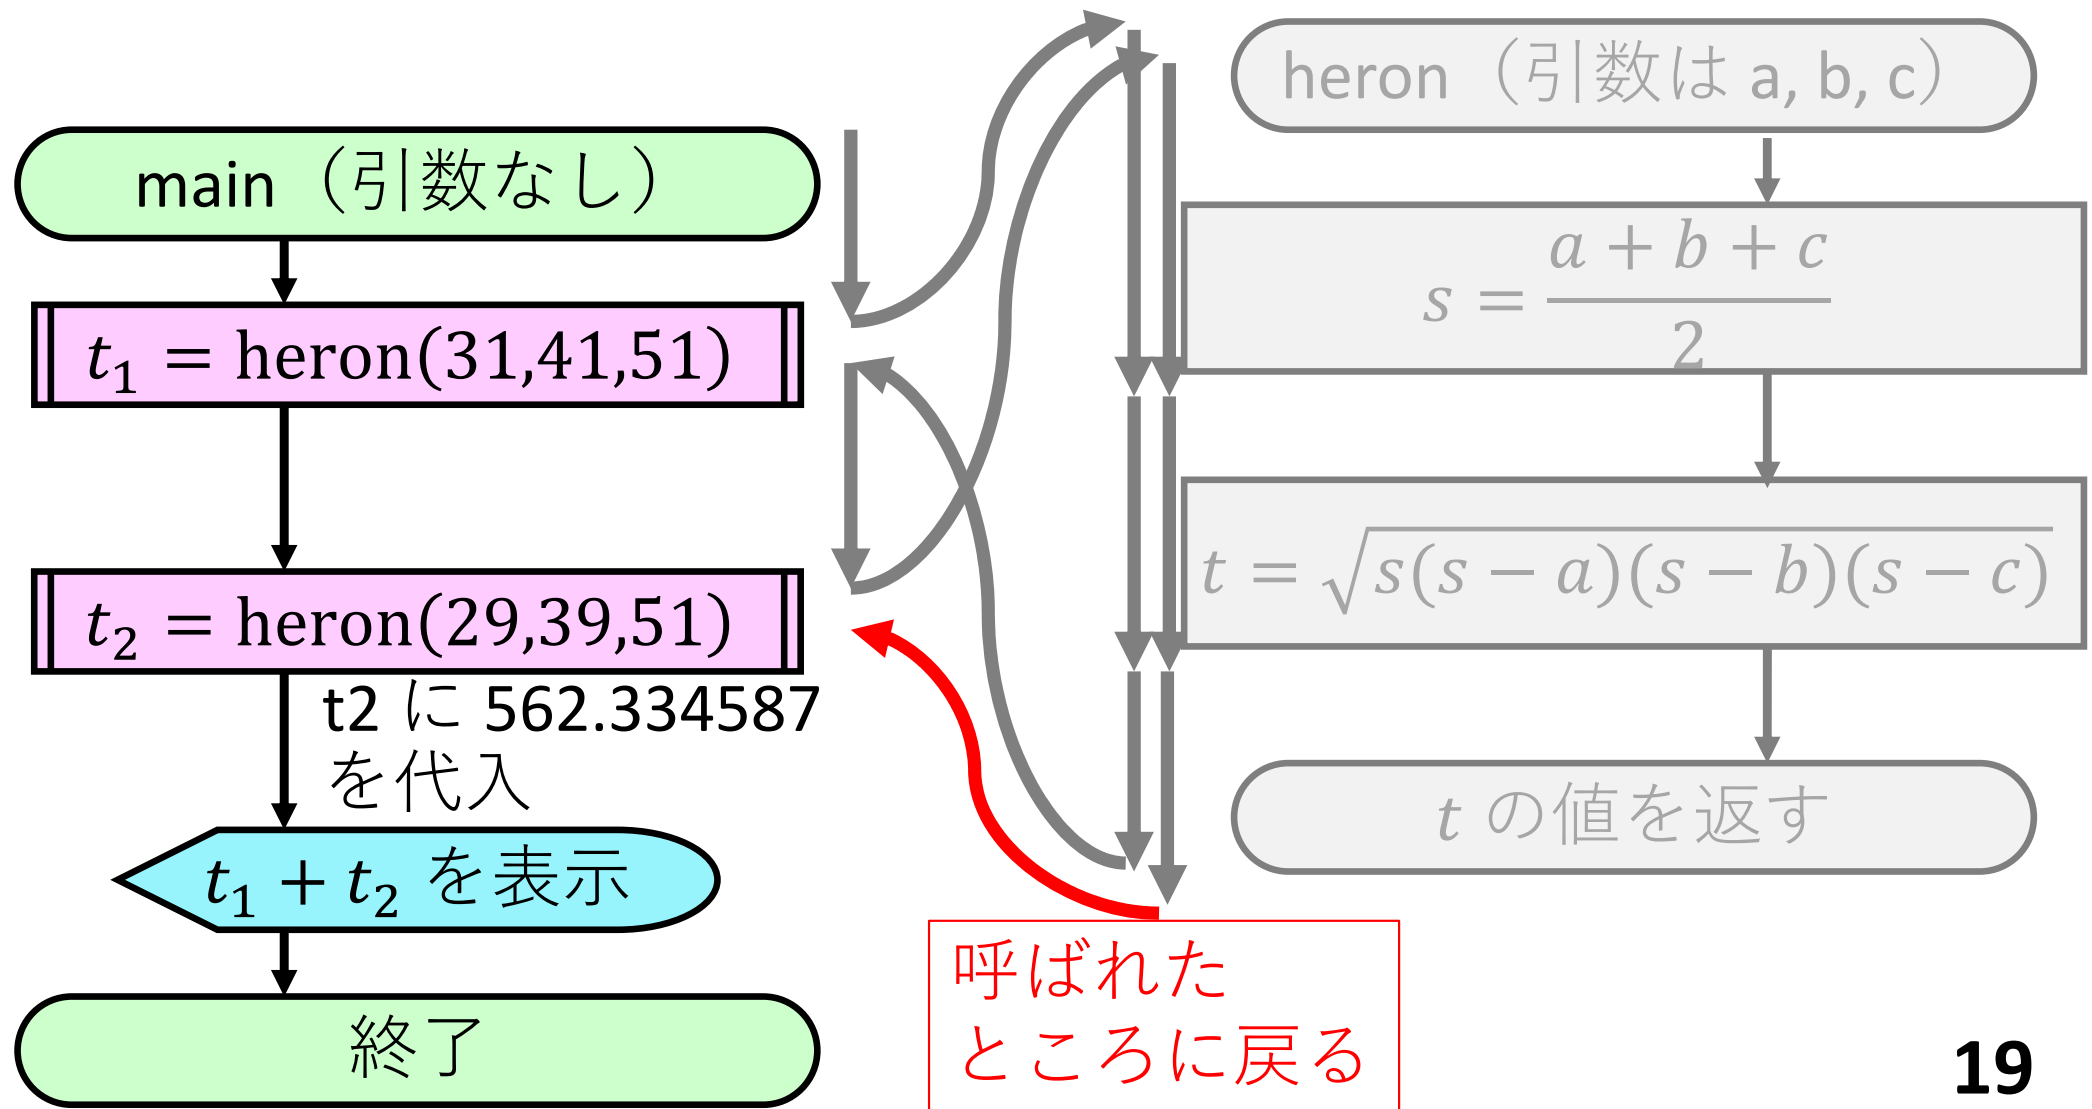 main（引数なし）
t₁ = heron(31,41,51)
t₂ = heron(29,39,51)
t2 に 562.334587
を代入
t₁ + t₂ を表示
終了
heron（引数は a, b, c）
s = (a + b + c)/2
t = √s(s − a)(s − b)(s − c)
t の値を返す
呼ばれた
ところに戻る
19